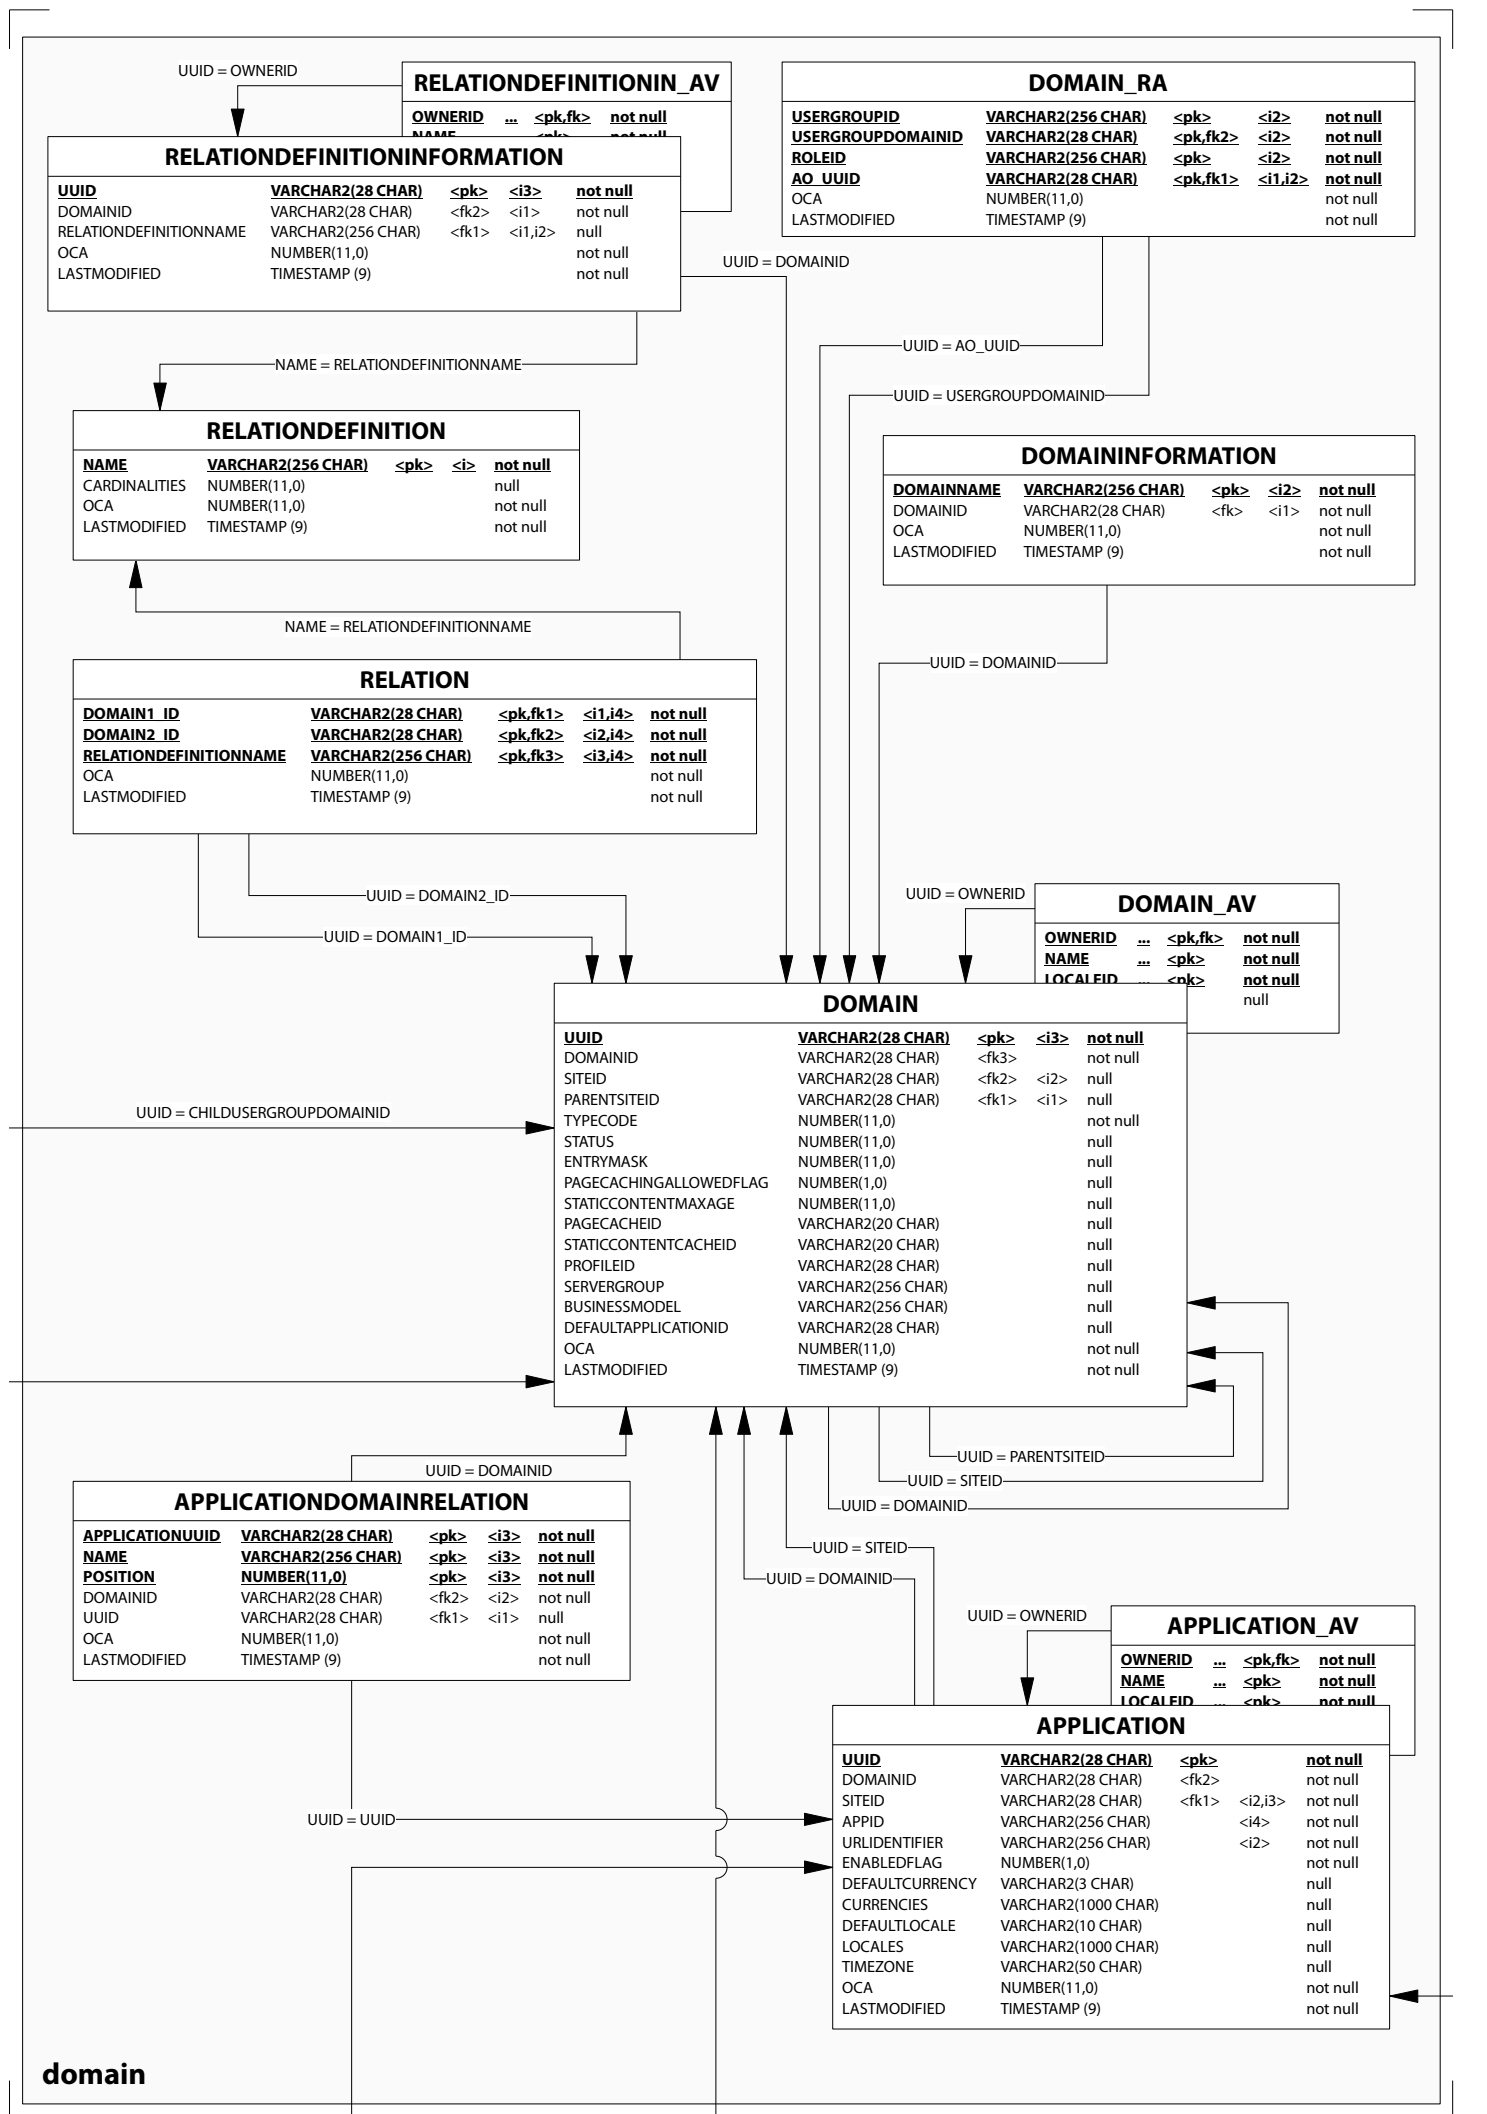 UUID = OWNERID
RELATIONDEFINITIONIN_AV
OWNERID ... <pk,fk> not null
NAME <pk> not null
RELATIONDEFINITIONINFORMATION
UUID VARCHAR2(28 CHAR) <pk> <i3> not null
DOMAINID VARCHAR2(28 CHAR) <fk2> <i1> not null
RELATIONDEFINITIONNAME VARCHAR2(256 CHAR) <fk1> <i1,i2> null
OCA NUMBER(11,0) not null
LASTMODIFIED TIMESTAMP (9) not null
DOMAIN_RA
USERGROUPID VARCHAR2(256 CHAR) <pk> <i2> not null
USERGROUPDOMAINID VARCHAR2(28 CHAR) <pk,fk2> <i2> not null
ROLEID VARCHAR2(256 CHAR) <pk> <i2> not null
AO_UUID VARCHAR2(28 CHAR) <pk,fk1> <i1,i2> not null
OCA NUMBER(11,0) not null
LASTMODIFIED TIMESTAMP (9) not null
UUID = DOMAINID
UUID = AO_UUID
NAME = RELATIONDEFINITIONNAME
UUID = USERGROUPDOMAINID
RELATIONDEFINITION
NAME VARCHAR2(256 CHAR) <pk> <i> not null
CARDINALITIES NUMBER(11,0) null
OCA NUMBER(11,0) not null
LASTMODIFIED TIMESTAMP (9) not null
DOMAININFORMATION
DOMAINNAME VARCHAR2(256 CHAR) <pk> <i2> not null
DOMAINID VARCHAR2(28 CHAR) <fk> <i1> not null
OCA NUMBER(11,0) not null
LASTMODIFIED TIMESTAMP (9) not null
NAME = RELATIONDEFINITIONNAME
UUID = DOMAINID
RELATION
DOMAIN1_ID VARCHAR2(28 CHAR) <pk,fk1> <i1,i4> not null
DOMAIN2_ID VARCHAR2(28 CHAR) <pk,fk2> <i2,i4> not null
RELATIONDEFINITIONNAME VARCHAR2(256 CHAR) <pk,fk3> <i3,i4> not null
OCA NUMBER(11,0) not null
LASTMODIFIED TIMESTAMP (9) not null
UUID = DOMAIN2_ID
UUID = DOMAIN1_ID
UUID = OWNERID
DOMAIN_AV
OWNERID ... <pk,fk> not null
NAME ... <pk> not null
LOCALEID ... <pk> not null
null
DOMAIN
UUID VARCHAR2(28 CHAR) <pk> <i3> not null
DOMAINID VARCHAR2(28 CHAR) <fk3> not null
SITEID VARCHAR2(28 CHAR) <fk2> <i2> null
PARENTSITEID VARCHAR2(28 CHAR) <fk1> <i1> null
TYPECODE NUMBER(11,0) not null
STATUS NUMBER(11,0) null
ENTRYMASK NUMBER(11,0) null
PAGECACHINGALLOWEDFLAG NUMBER(1,0) null
STATICCONTENTMAXAGE NUMBER(11,0) null
PAGECACHEID VARCHAR2(20 CHAR) null
STATICCONTENTCACHEID VARCHAR2(20 CHAR) null
PROFILEID VARCHAR2(28 CHAR) null
SERVERGROUP VARCHAR2(256 CHAR) null
BUSINESSMODEL VARCHAR2(256 CHAR) null
DEFAULTAPPLICATIONID VARCHAR2(28 CHAR) null
OCA NUMBER(11,0) not null
LASTMODIFIED TIMESTAMP (9) not null
UUID = CHILDUSERGROUPDOMAINID
UUID = PARENTSITEID
UUID = SITEID
UUID = DOMAINID
UUID = DOMAINID
APPLICATIONDOMAINRELATION
APPLICATIONUUID VARCHAR2(28 CHAR) <pk> <i3> not null
NAME VARCHAR2(256 CHAR) <pk> <i3> not null
POSITION NUMBER(11,0) <pk> <i3> not null
DOMAINID VARCHAR2(28 CHAR) <fk2> <i2> not null
UUID VARCHAR2(28 CHAR) <fk1> <i1> null
OCA NUMBER(11,0) not null
LASTMODIFIED TIMESTAMP (9) not null
UUID = SITEID
UUID = DOMAINID
UUID = OWNERID
APPLICATION_AV
OWNERID ... <pk,fk> not null
NAME ... <pk> not null
LOCALEID ... <pk> not null
APPLICATION
UUID VARCHAR2(28 CHAR) <pk> not null
DOMAINID VARCHAR2(28 CHAR) <fk2> not null
SITEID VARCHAR2(28 CHAR) <fk1> <i2,i3> not null
APPID VARCHAR2(256 CHAR) <i4> not null
URLIDENTIFIER VARCHAR2(256 CHAR) <i2> not null
ENABLEDFLAG NUMBER(1,0) not null
DEFAULTCURRENCY VARCHAR2(3 CHAR) null
CURRENCIES VARCHAR2(1000 CHAR) null
DEFAULTLOCALE VARCHAR2(10 CHAR) null
LOCALES VARCHAR2(1000 CHAR) null
TIMEZONE VARCHAR2(50 CHAR) null
OCA NUMBER(11,0) not null
LASTMODIFIED TIMESTAMP (9) not null
UUID = UUID
domain